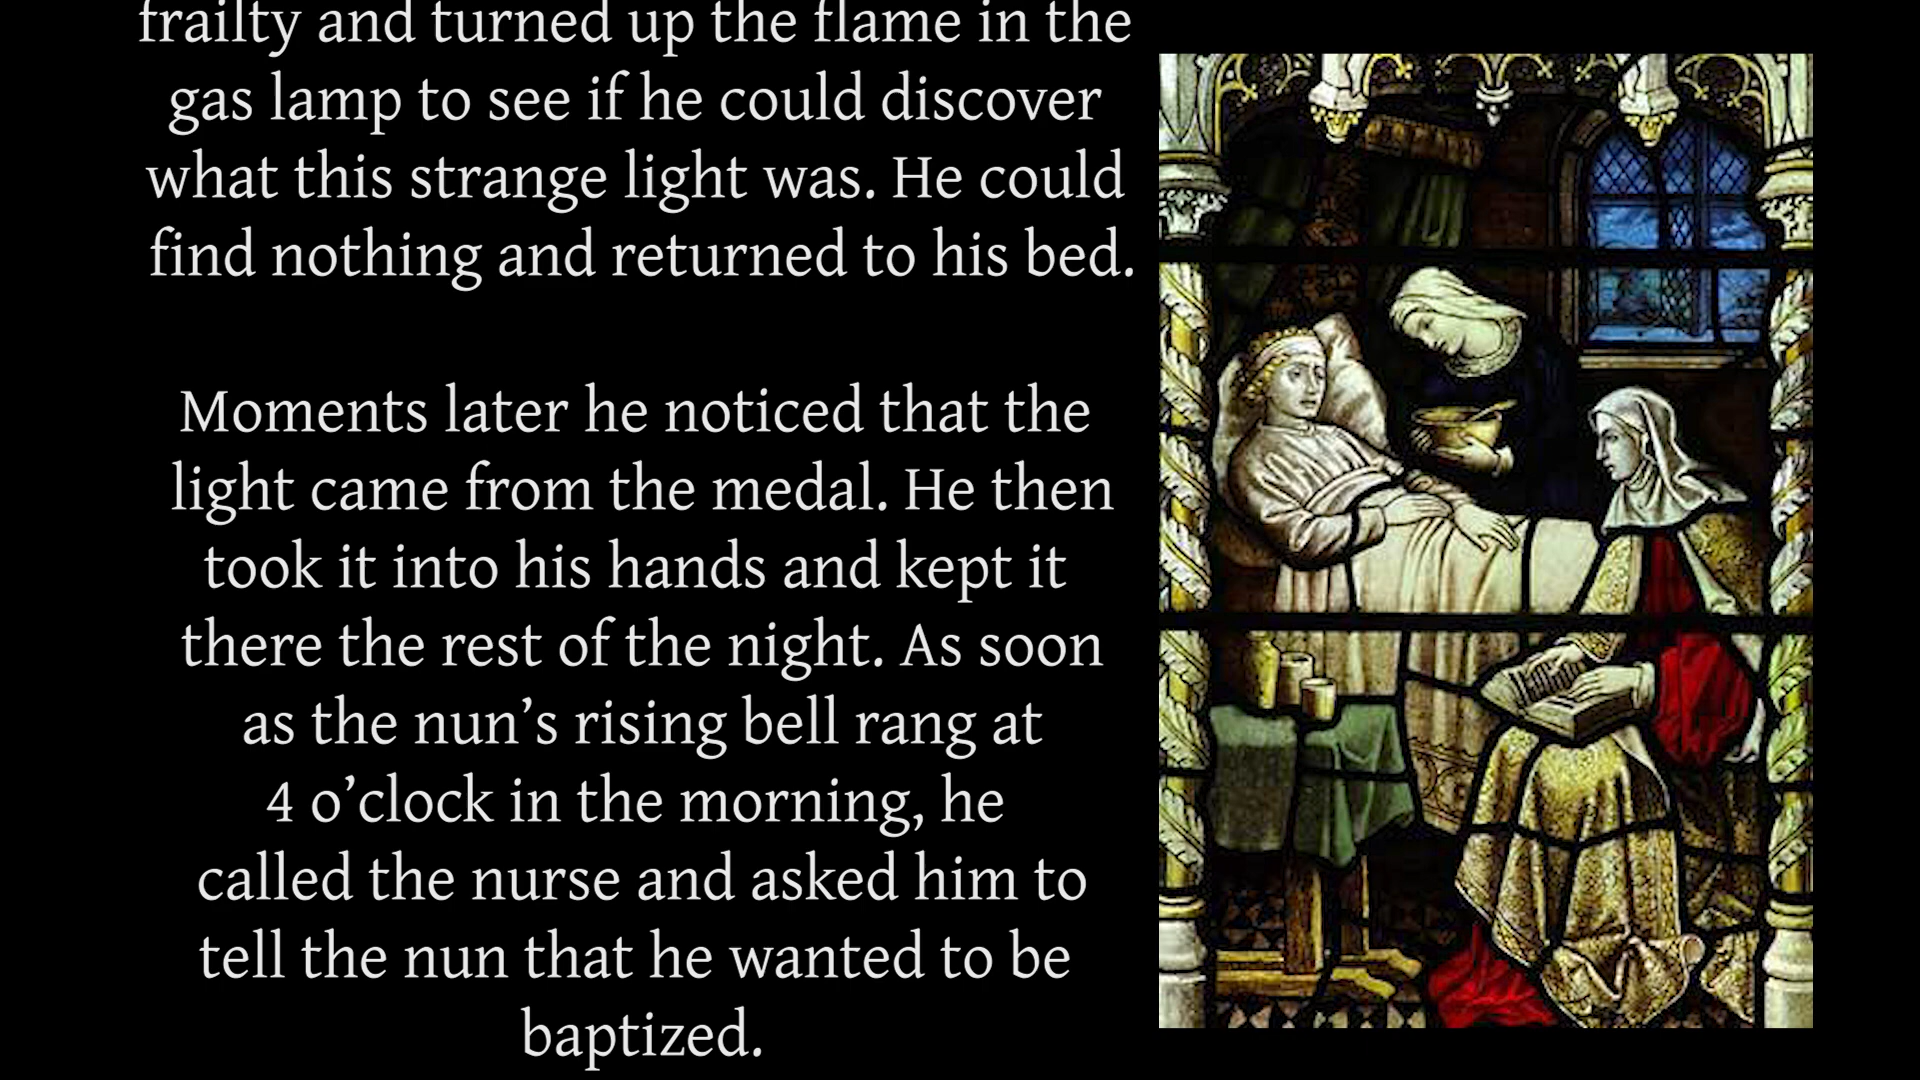 frailty and turned up the flame in the
gas lamp to see if he could discover
what this strange light was. He could
find nothing and returned to his bed.
Moments later he noticed that the
light came from the medal. He then
took it into his hands and kept it
there the rest of the night. As soon
as the nun’s rising bell rang at
4 o’clock in the morning, he
called the nurse and asked him to
tell the nun that he wanted to be
baptized.